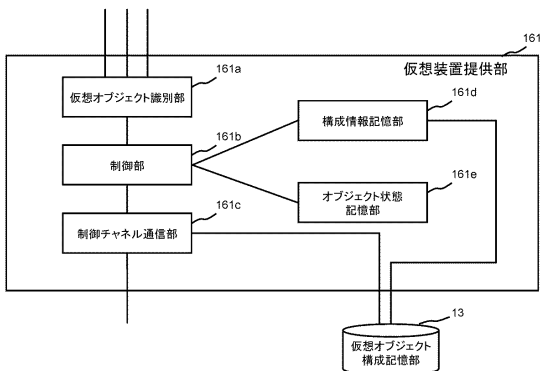 161
仮想装置提供部
161a
仮想オブジェクト識別部
161d
構成情報記憶部
161b
制御部
161e
オブジェクト状態
記憶部
161c
制御チャネル通信部
13
仮想オブジェクト
構成記憶部